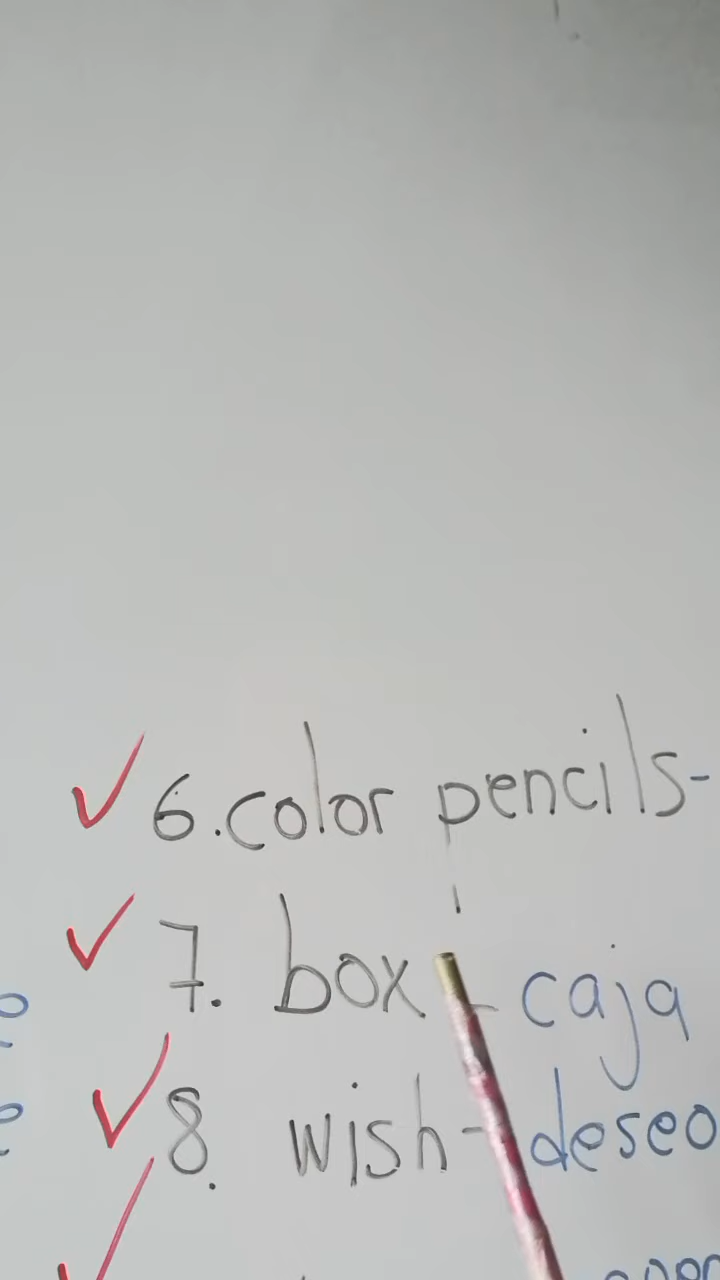 6. color pencils-
7. box - caja
8. wish- deseo